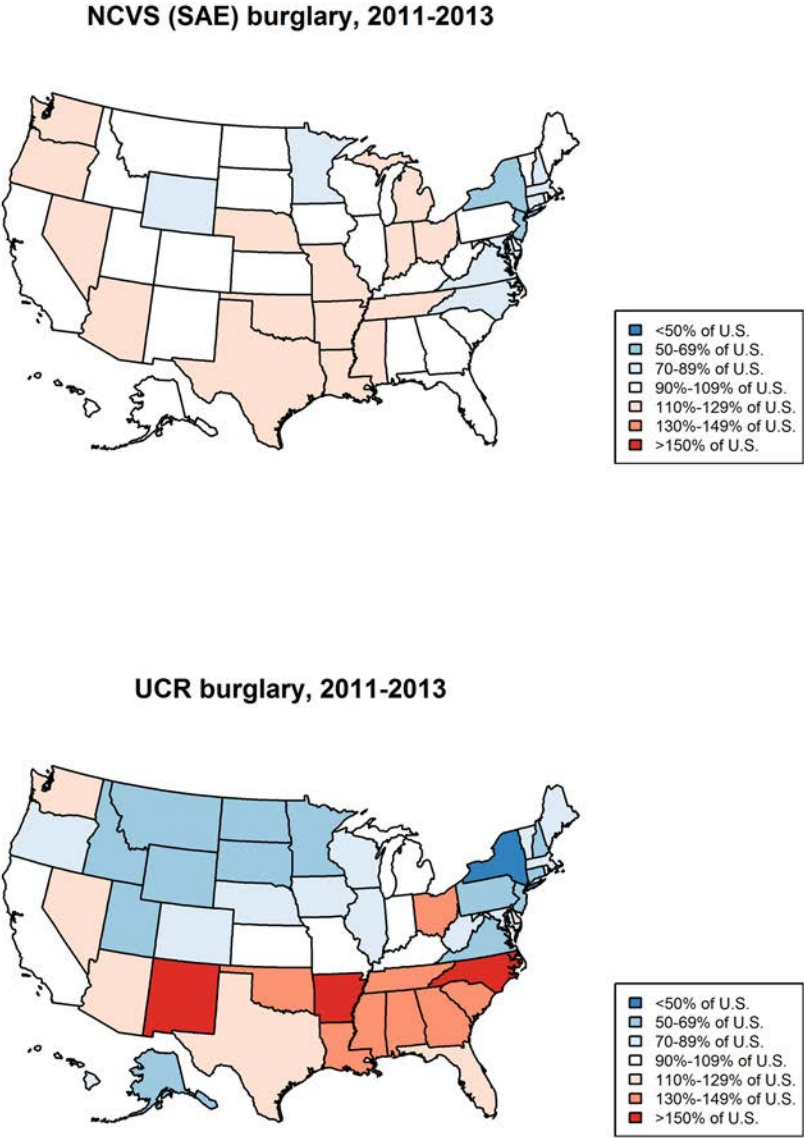 NCVS (SAE) burglary, 2011-2013
<50% of U.S.
50-69% of U.S.
70-89% of U.S.
90%-109% of U.S.
110%-129% of U.S.
130%-149% of U.S.
>150% of U.S.
UCR burglary, 2011-2013
<50% of U.S.
50-69% of U.S.
70-89% of U.S.
90%-109% of U.S.
110%-129% of U.S.
130%-149% of U.S.
>150% of U.S.